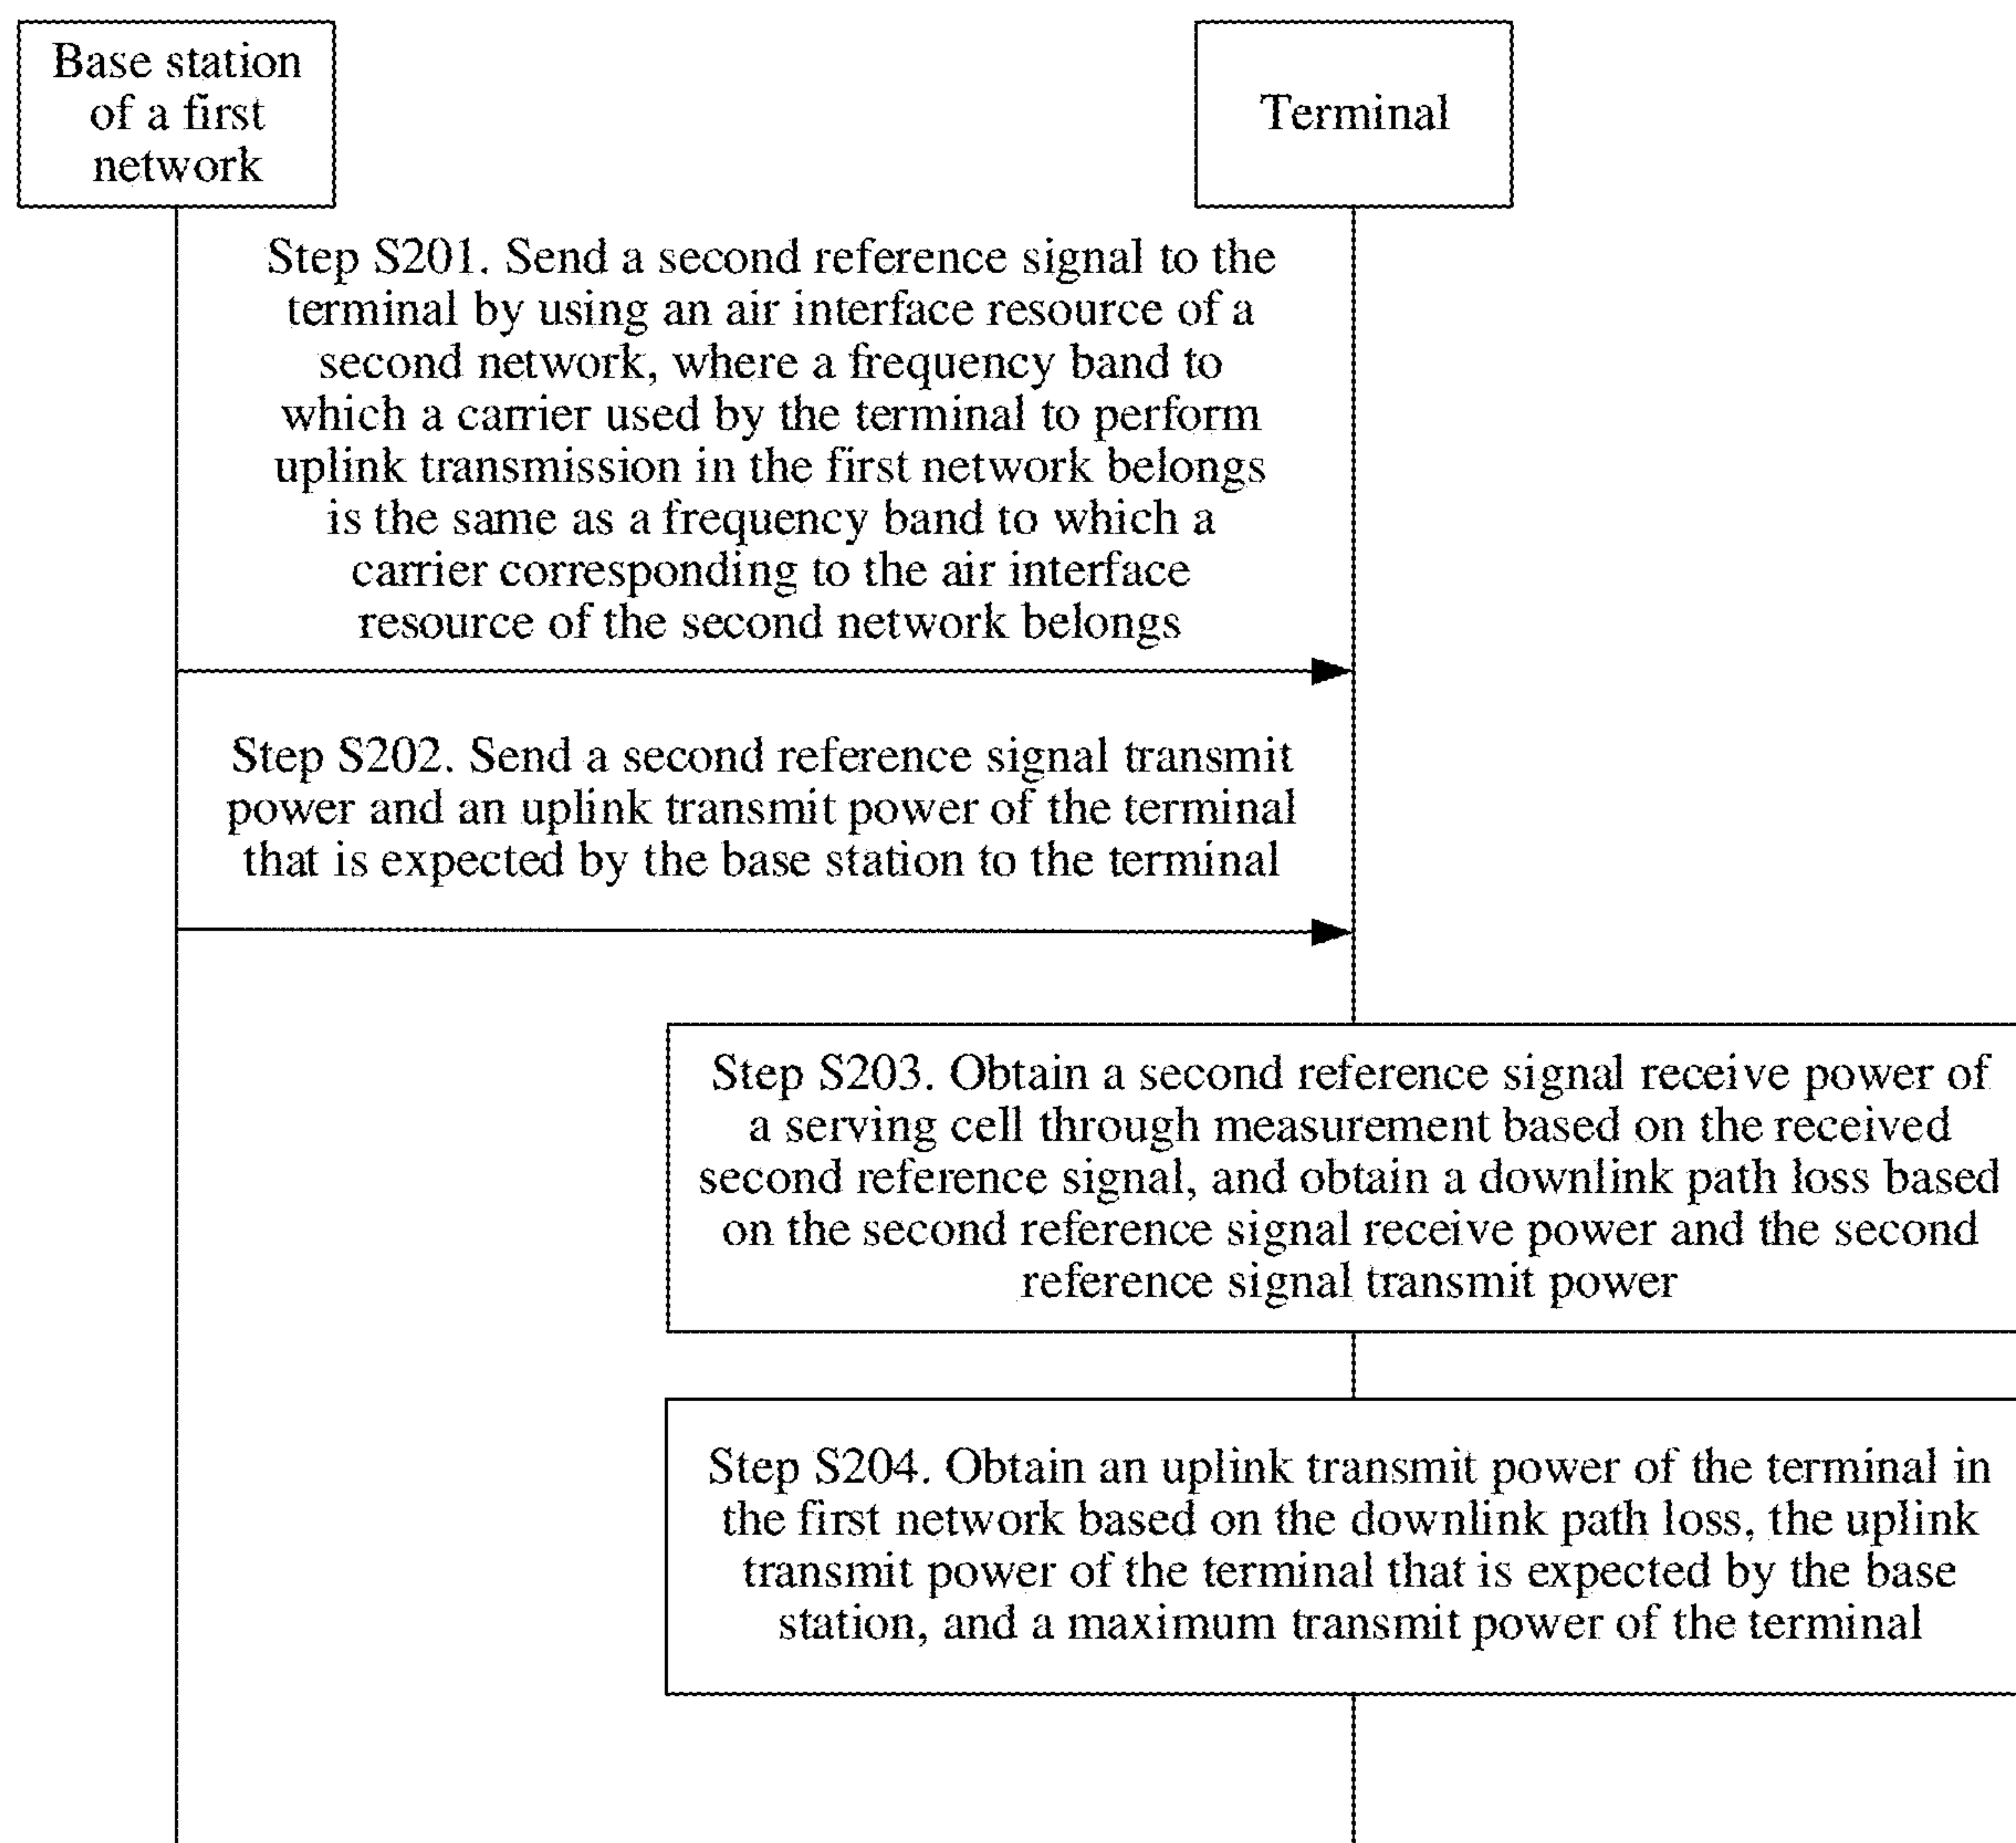 Base station
of a first
network
Terminal
Step S201. Send a second reference signal to the
terminal by using an air interface resource of a
second network, where a frequency band to
which a carrier used by the terminal to perform
uplink transmission in the first network belongs
is the same as a frequency band to which a
carrier corresponding to the air interface
resource of the second network belongs
Step S202. Send a second reference signal transmit
power and an uplink transmit power of the terminal
that is expected by the base station to the terminal
Step S203. Obtain a second reference signal receive power of
a serving cell through measurement based on the received
second reference signal, and obtain a downlink path loss based
on the second reference signal receive power and the second
reference signal transmit power
Step S204. Obtain an uplink transmit power of the terminal in
the first network based on the downlink path loss, the uplink
transmit power of the terminal that is expected by the base
station, and a maximum transmit power of the terminal